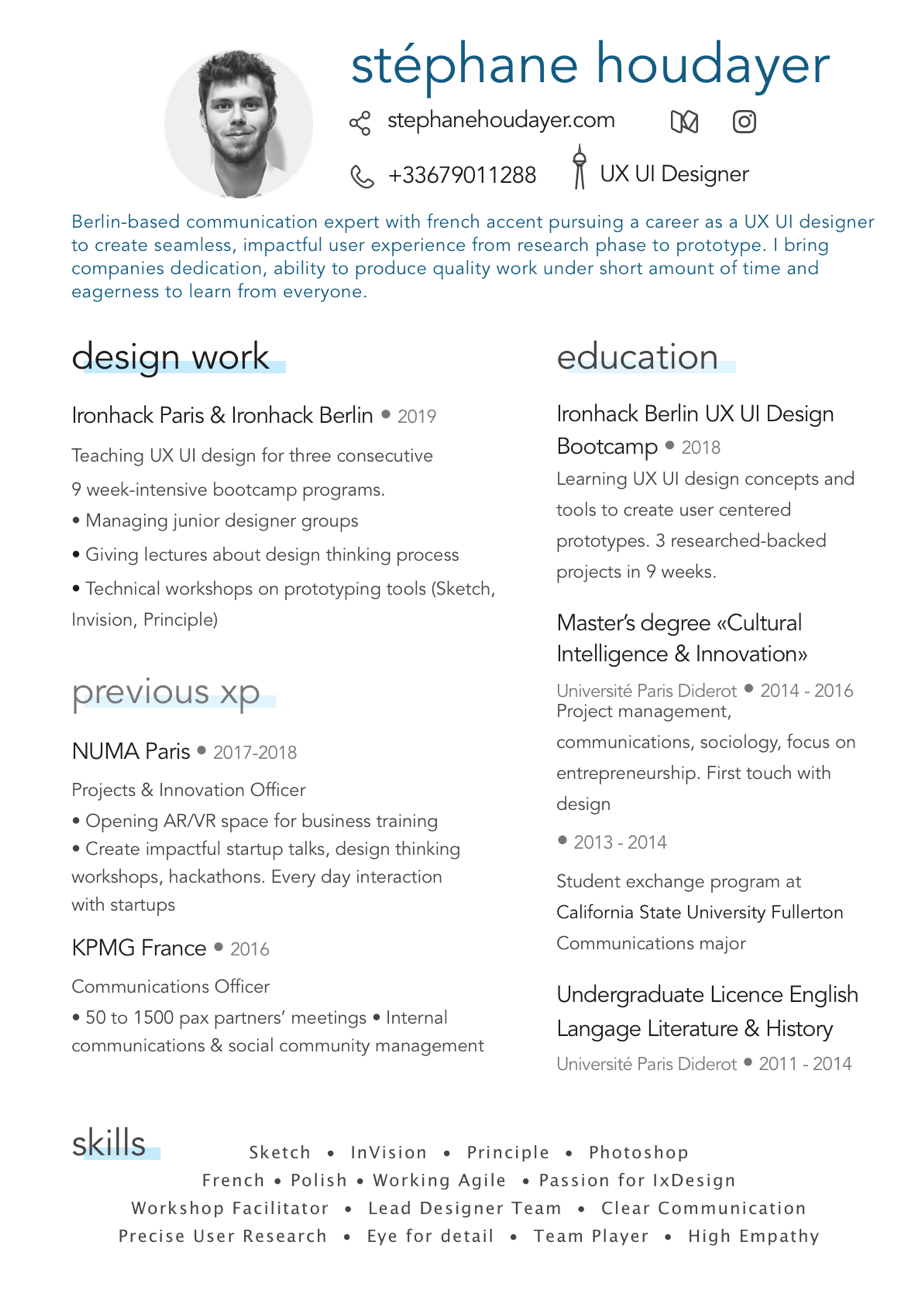 stéphane houdayer
stephanehoudayer.com
+33679011288 UX UI Designer
Berlin-based communication expert with french accent pursuing a career as a UX UI designer
to create seamless, impactful user experience from research phase to prototype. I bring
companies dedication, ability to produce quality work under short amount of time and
eagerness to learn from everyone.
design work
Ironhack Paris & Ironhack Berlin • 2019
Teaching UX UI design for three consecutive
9 week-intensive bootcamp programs.
• Managing junior designer groups
• Giving lectures about design thinking process
• Technical workshops on prototyping tools (Sketch,
Invision, Principle)
previous xp
NUMA Paris • 2017-2018
Projects & Innovation Officer
• Opening AR/VR space for business training
• Create impactful startup talks, design thinking
workshops, hackathons. Every day interaction
with startups
KPMG France • 2016
Communications Officer
• 50 to 1500 pax partners’ meetings • Internal
communications & social community management
education
Ironhack Berlin UX UI Design
Bootcamp • 2018
Learning UX UI design concepts and
tools to create user centered
prototypes. 3 researched-backed
projects in 9 weeks.
Master’s degree «Cultural
Intelligence & Innovation»
Université Paris Diderot • 2014 - 2016
Project management,
communications, sociology, focus on
entrepreneurship. First touch with
design
• 2013 - 2014
Student exchange program at
California State University Fullerton
Communications major
Undergraduate Licence English
Langage Literature & History
Université Paris Diderot • 2011 - 2014
skills
Sketch • InVision • Principle • Photoshop
French • Polish • Working Agile • Passion for IxDesign
Workshop Facilitator • Lead Designer Team • Clear Communication
Precise User Research • Eye for detail • Team Player • High Empathy